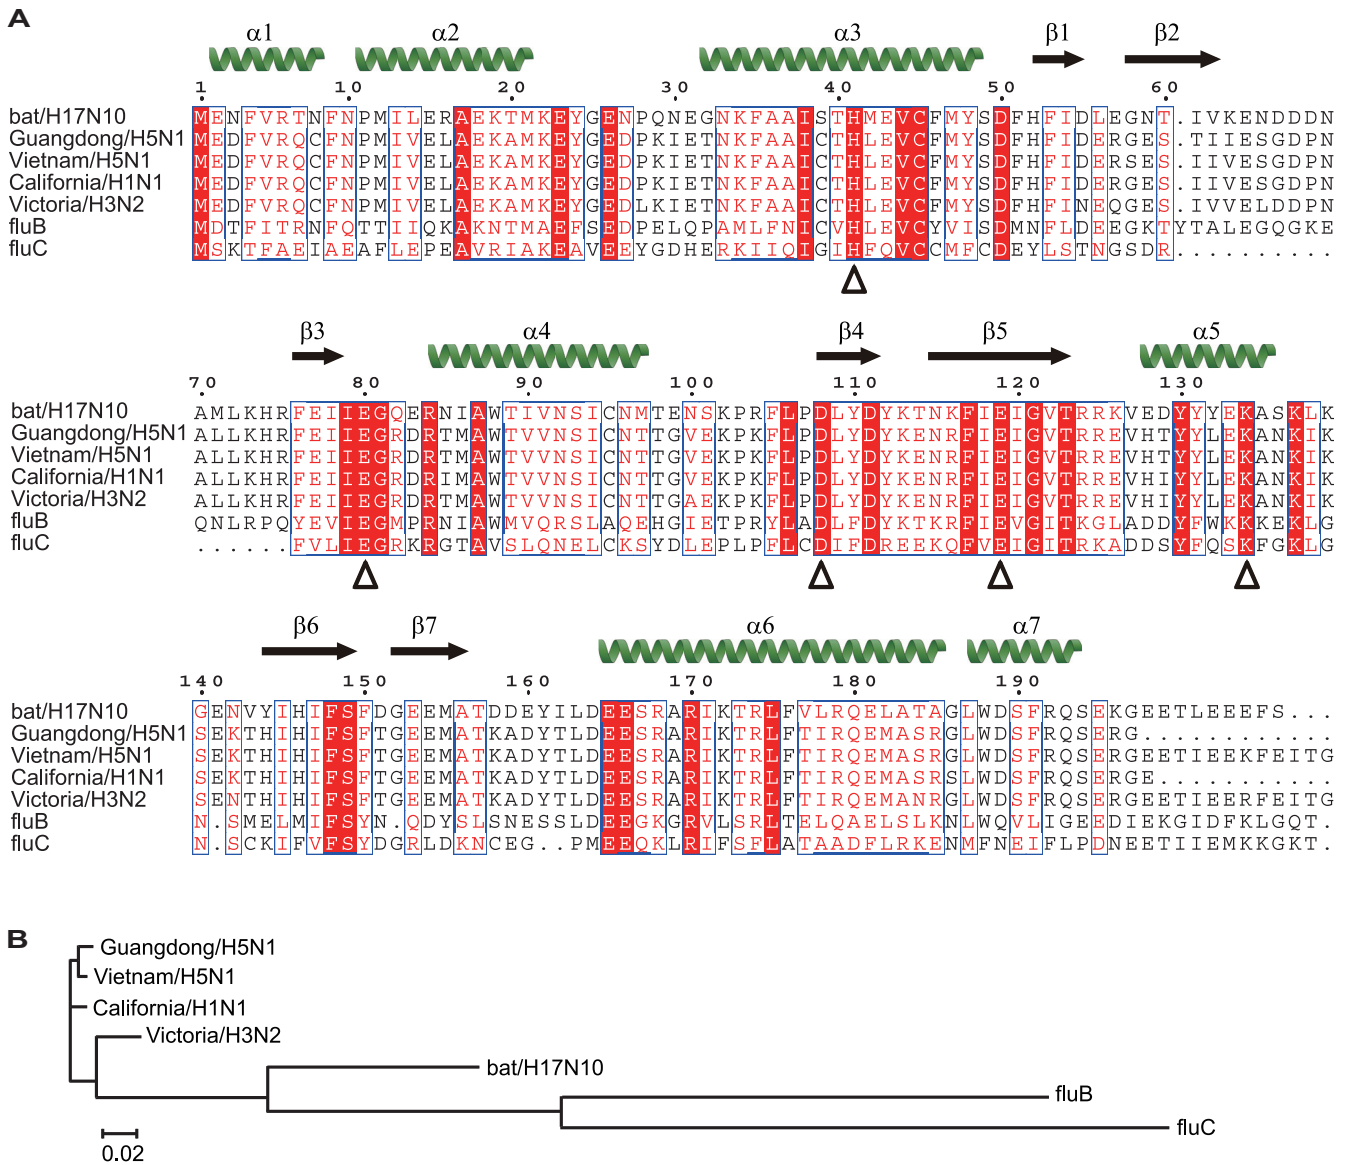 A
α1 α2 α3 β1 β2
1 10 20 30 40 50 60
bat/H17N10 MENFVRTNFNPMILERAEKTMKEYGENPQNEGNKFAAISTHMEVCFMYSDFHFIDLEGNT.IVKENDDDN
Guangdong/H5N1 MEDFVRQCFNPMIVELAEKAMKEYGEDPKIETNKFAAICTHLEVCFMYSDFHFIDERGES.TIIESGDPN
Vietnam/H5N1 MEDFVRQCFNPMIVELAEKAMKEYGEDPKIETNKFAAICTHLEVCFMYSDFHFIDERSES.IIVESGDPN
California/H1N1 MEDFVRQCFNPMIVELAEKAMKEYGEDPKIETNKFAAICTHLEVCFMYSDFHFIDERGES.IIVESGDPN
Victoria/H3N2 MEDFVRQCFNPMIVELAEKAMKEYGEDLKIETNKFAAICTHLEVCFMYSDFHFINEQGES.IVVELDDPN
fluB MDTFITRNFQTTIIQKAKNTMAEFSEDPELQPAMLFNICVHLEVCYVISDMNFLDEEGKTYTALEGQGKE
fluC MSKTFAEIAEAFLEPEAVRIAKEAVEEYGDHERKIIQIGIHFQVCCMFCDEYLSTNGSDR..........
β3 α4 β4 β5 α5
70 80 90 100 110 120 130
bat/H17N10 AMLKHRFEIIEGQERNIAWTIVNSICNMTENSKPRFLPDLYDYKTNKFIEIGVTRRKVEDYYYEKASKLK
Guangdong/H5N1 ALLKHRFEIIEGRDRTMAWTVVNSICNTTGVEKPKFLPDLYDYKENRFIEIGVTRREVHTYYLEKANKIK
Vietnam/H5N1 ALLKHRFEIIEGRDRTMAWTVVNSICNTTGVEKPKFLPDLYDYKENRFIEIGVTRREVHTYYLEKANKIK
California/H1N1 ALLKHRFEIIEGRDRIMAWTVVNSICNTTGVEKPKFLPDLYDYKENRFIEIGVTRREVHIYYLEKANKIK
Victoria/H3N2 ALLKHRFEIIEGRDRTMAWTVVNSICNTTGAEKPKFLPDLYDYKENRFIEIGVTRREVHIYYLEKANKIK
fluB QNLRPQYEVIEGMPRNIAWMVQRSLAQEHGIETPRYLADLFDYKTKRFIEVGITKGLADDYFWKKKEKLG
fluC ......FVLIEGRKRGTAVSLQNELCKSYDLEPLPFLCDIFDREEKQFVEIGITRKADDSYFQSKFGKLG
β6 β7 α6 α7
140 150 160 170 180 190
bat/H17N10 GENVYIHIFSFDGEEMATDDEYILDEESRARIKTRLFVLRQELATAGLWDSFRQSEKGEETLEEEFS...
Guangdong/H5N1 SEKTHIHIFSFTGEEMATKADYTLDEESRARIKTRLFTIRQEMASRGLWDSFRQSERG............
Vietnam/H5N1 SEKTHIHIFSFTGEEMATKADYTLDEESRARIKTRLFTIRQEMASRGLWDSFRQSERGEETIEEKFEITG
California/H1N1 SEKTHIHIFSFTGEEMATKADYTLDEESRARIKTRLFTIRQEMASRSLWDSFRQSERGE...........
Victoria/H3N2 SENTHIHIFSFTGEEMATKADYTLDEESRARIKTRLFTIRQEMANRGLWDSFRQSERGEETIEERFEITG
fluB N.SMELMIFSYN.QDYSLSNESSLDEEGKGRVLSRLTELQAELSLKNLWQVLIGEEDIEKGIDFKLGQT.
fluC N.SCKIFVFSYDGRLDKNCEG..PMEEQKLRIFSFLATAADFLRKENMFNEIFLPDNEETIIEMKKGKT.
B
Guangdong/H5N1
Vietnam/H5N1
California/H1N1
Victoria/H3N2
bat/H17N10
fluB
fluC
0.02